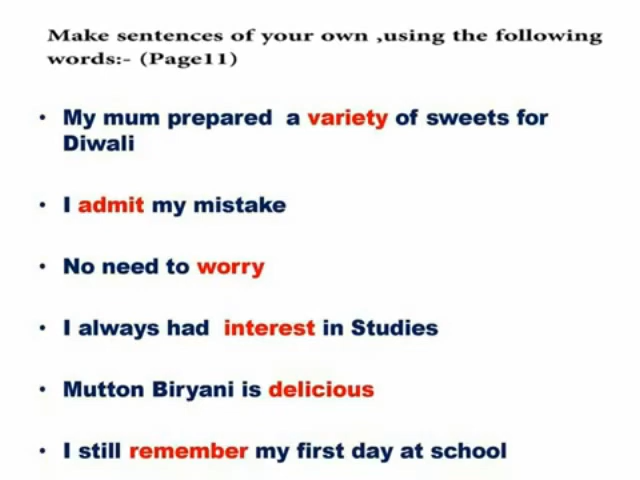 Make sentences of your own ,using the following
words:- (Page11)
• My mum prepared a variety of sweets for
Diwali
• I admit my mistake
• No need to worry
• I always had interest in Studies
• Mutton Biryani is delicious
• I still remember my first day at school